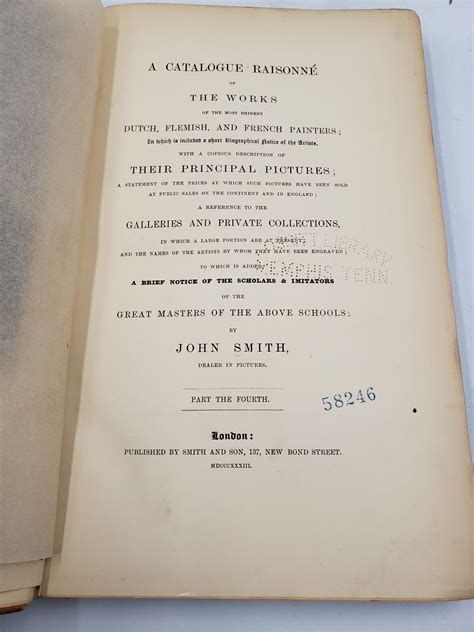 A CATALOGUE RAISONNÉ
OF
THE WORKS
OF THE MOST EMINENT
DUTCH, FLEMISH, AND FRENCH PAINTERS;
In which is included a short Biographical Notice of the Artists,
WITH A COPIOUS DESCRIPTION OF
THEIR PRINCIPAL PICTURES;
A STATEMENT OF THE PRICES AT WHICH SUCH PICTURES HAVE BEEN SOLD
AT PUBLIC SALES ON THE CONTINENT AND IN ENGLAND;
A REFERENCE TO THE
GALLERIES AND PRIVATE COLLECTIONS,
IN WHICH A LARGE PORTION ARE AT PRESENT;
LIBRARY
AND THE NAMES OF THE ARTISTS BY WHOM THEY HAVE BEEN ENGRAVED;
MEMPHIS, TENN.
TO WHICH IS ADDED,
A BRIEF NOTICE OF THE SCHOLARS & IMITATORS
OF THE
GREAT MASTERS OF THE ABOVE SCHOOLS;
BY
JOHN SMITH,
DEALER IN PICTURES.
PART THE FOURTH.
58246
London:
PUBLISHED BY SMITH AND SON, 137, NEW BOND STREET.
MDCCCXXXIII.